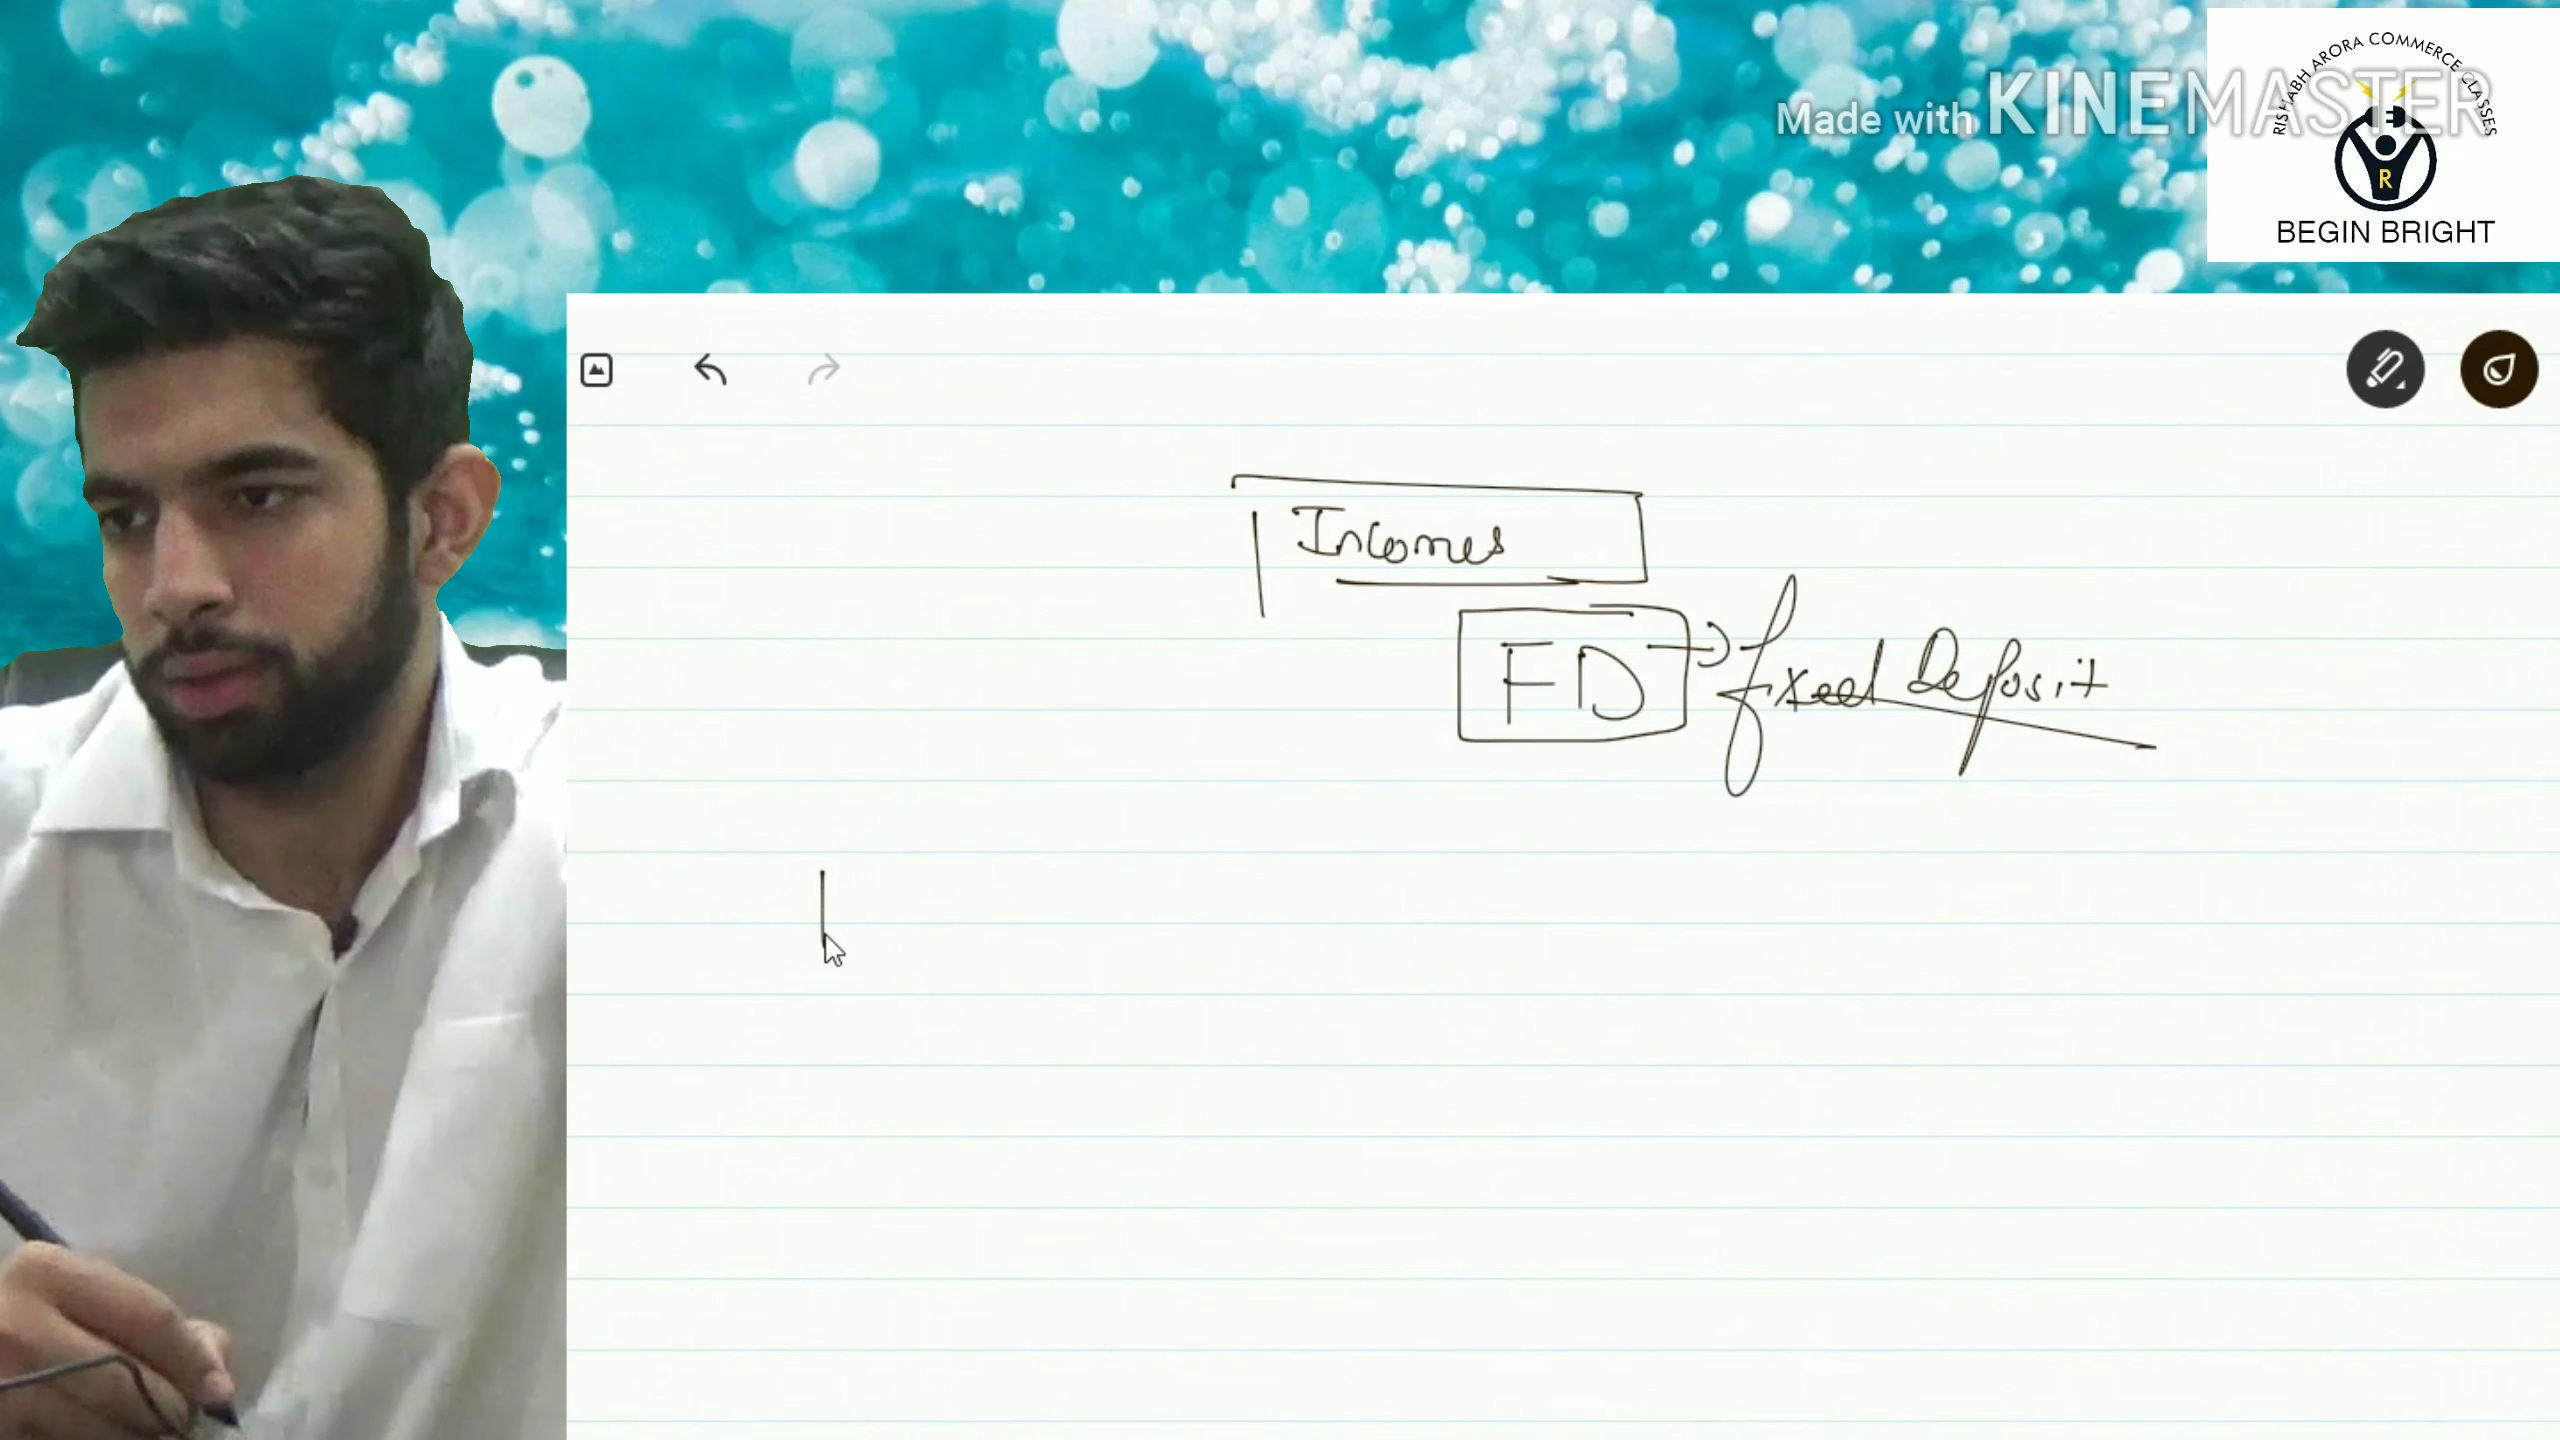 RISHABH ARORA COMMERCE CLASSES
Made with KINEMASTER
R
BEGIN BRIGHT
Incomes
FD → fixed Deposit